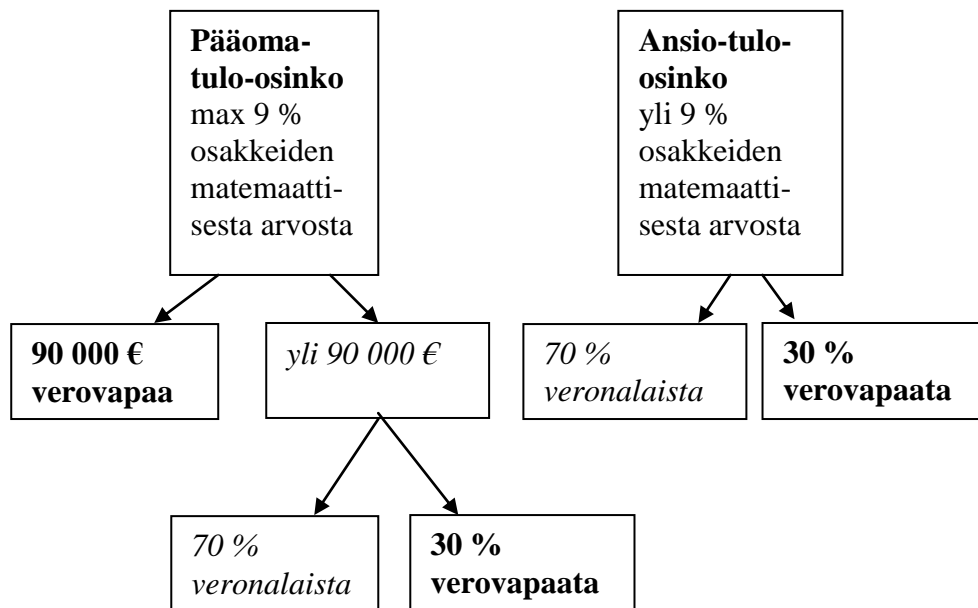 Pääoma-
tulo-osinko
max 9 %
osakkeiden
matemaatti-
sesta arvosta
Ansio-tulo-
osinko
yli 9 %
osakkeiden
matemaatti-
sesta arvosta
90 000 €
verovapaa
yli 90 000 €
70 %
veronalaista
30 %
verovapaata
70 %
veronalaista
30 %
verovapaata